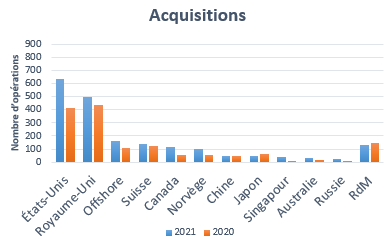 Acquisitions
Nombre d'opérations
900
800
700
600
500
400
300
200
100
0
États-Unis
Royaume-Uni
Offshore
Suisse
Canada
Norvège
Chine
Japon
Singapour
Australie
Russie
RdM
2021
2020